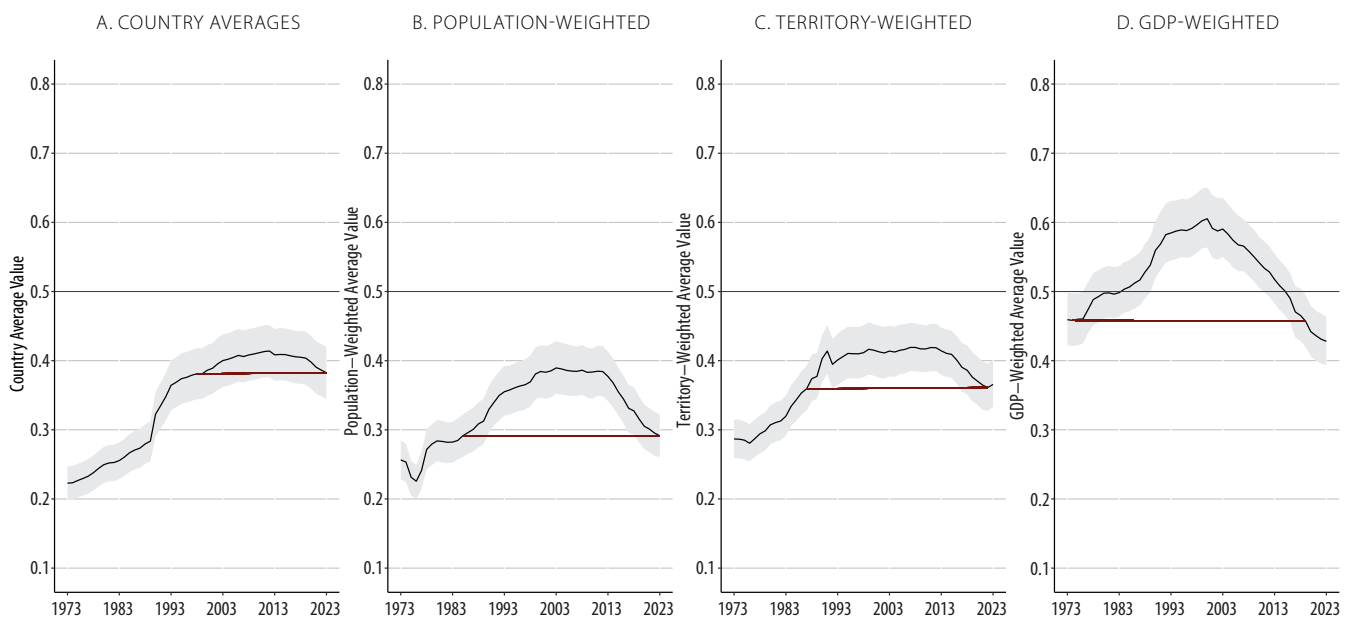 A. COUNTRY AVERAGES
Country Average Value
0.8
0.7
0.6
0.5
0.4
0.3
0.2
0.1
1973 1983 1993 2003 2013 2023
B. POPULATION-WEIGHTED
Population—Weighted Average Value
0.8
0.7
0.6
0.5
0.4
0.3
0.2
0.1
1973 1983 1993 2003 2013 2023
C. TERRITORY-WEIGHTED
Territory—Weighted Average Value
0.8
0.7
0.6
0.5
0.4
0.3
0.2
0.1
1973 1983 1993 2003 2013 2023
D. GDP-WEIGHTED
GDP—Weighted Average Value
0.8
0.7
0.6
0.5
0.4
0.3
0.2
0.1
1973 1983 1993 2003 2013 2023